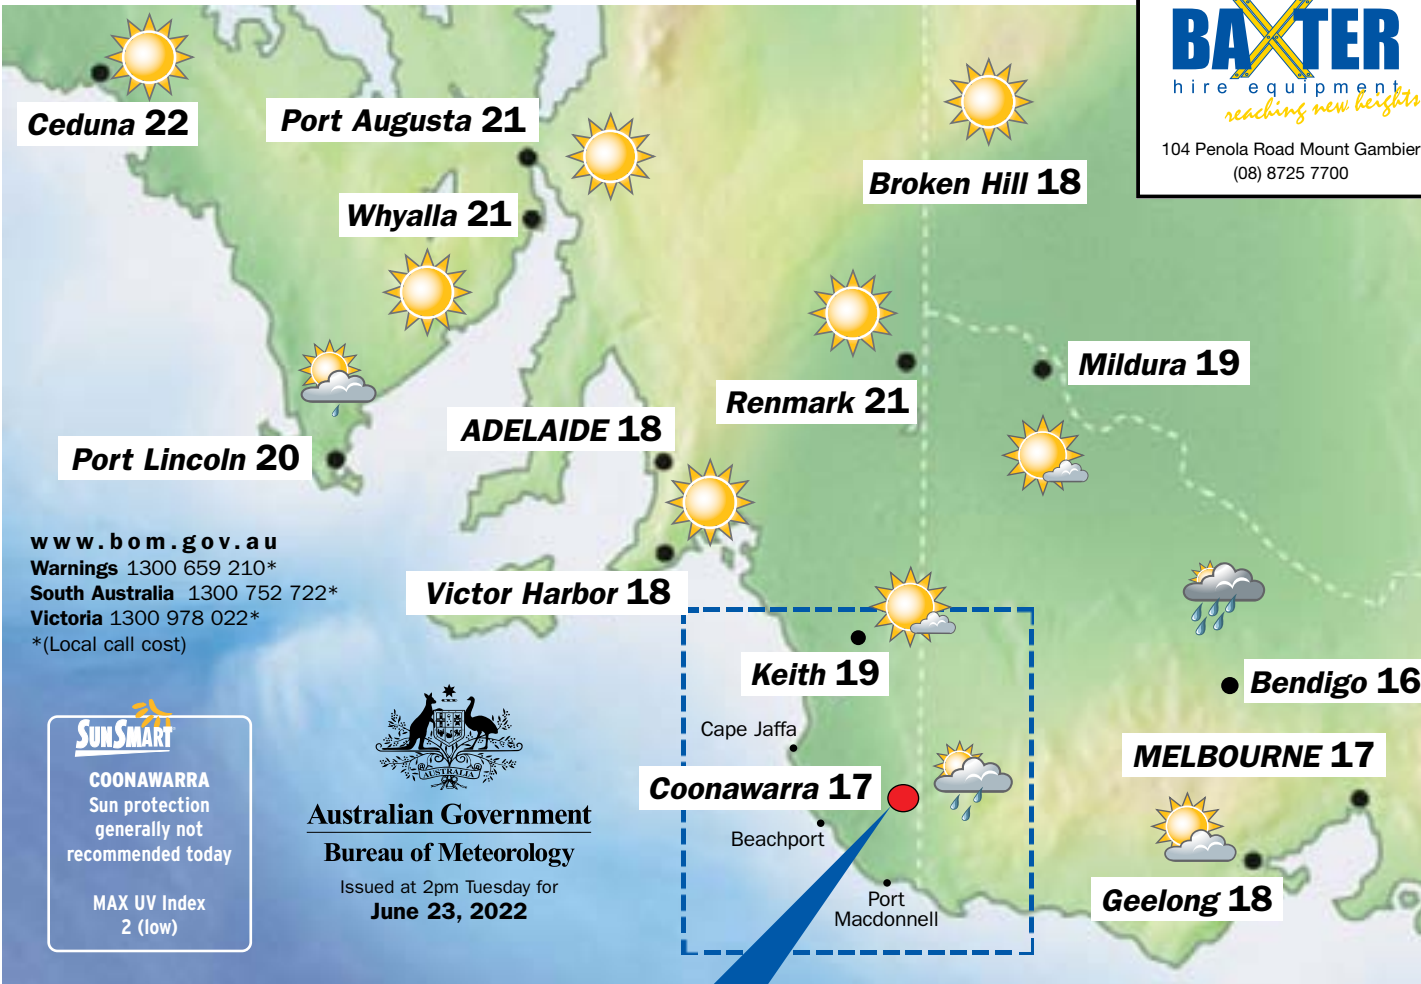 BAXTER
hire equipment
reaching new heights
104 Penola Road Mount Gambier
(08) 8725 7700
Ceduna 22
Port Augusta 21
Broken Hill 18
Whyalla 21
Mildura 19
Renmark 21
ADELAIDE 18
Port Lincoln 20
www.bom.gov.au
Warnings 1300 659 210*
South Australia 1300 752 722*
Victoria 1300 978 022*
*(Local call cost)
Victor Harbor 18
Keith 19
Bendigo 16
Cape Jaffa
MELBOURNE 17
Coonawarra 17
Beachport
Geelong 18
Port
Macdonnell
SUNSMART
COONAWARRA
Sun protection
generally not
recommended today
MAX UV Index
2 (low)
AUSTRALIA
Australian Government
Bureau of Meteorology
Issued at 2pm Tuesday for
June 23, 2022